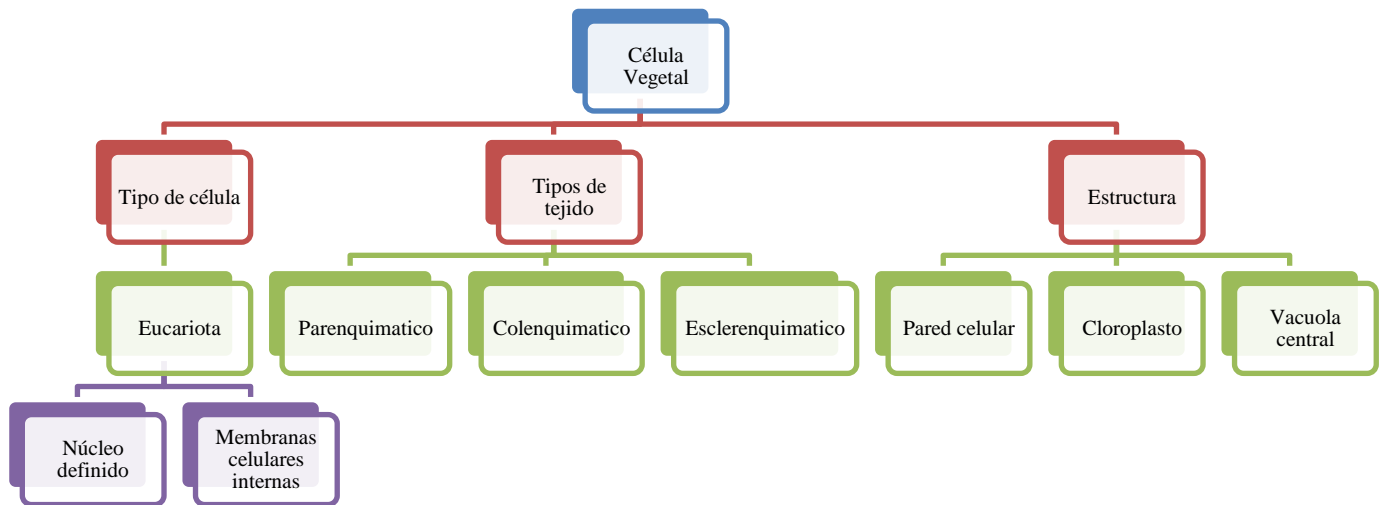 Célula
Vegetal
Tipo de célula
Tipos de
tejido
Estructura
Eucariota
Parenquimatico
Colenquimatico
Esclerenquimatico
Pared celular
Cloroplasto
Vacuola
central
Núcleo
definido
Membranas
celulares
internas